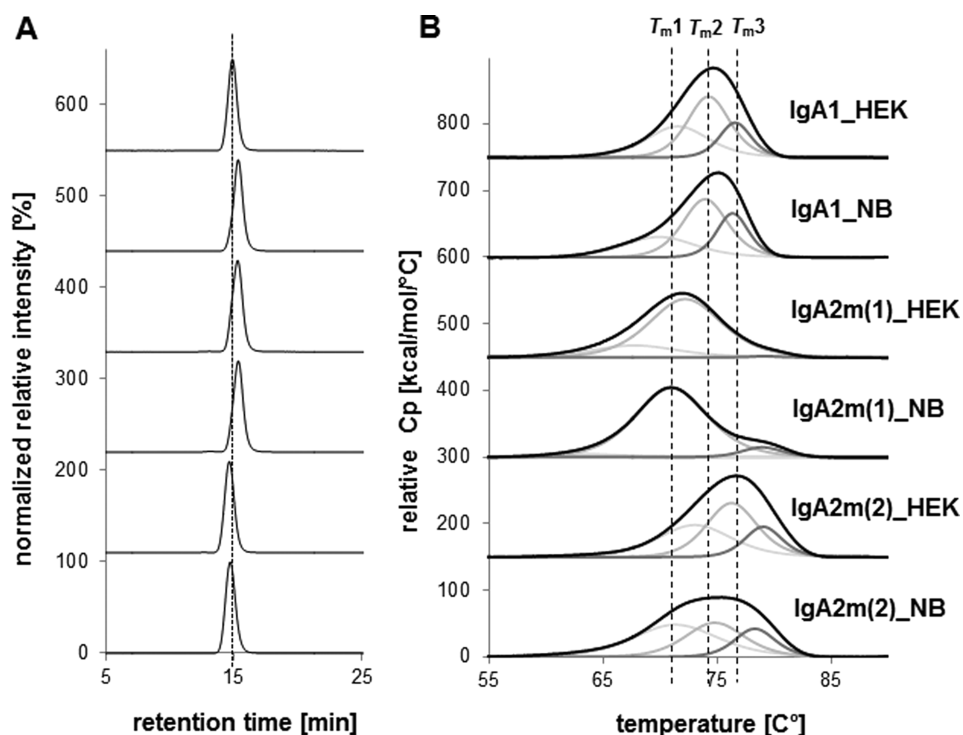 A
normalized relative intensity [%]
600
500
400
300
200
100
0
5
15
25
retention time [min]
B
Tm1
Tm2
Tm3
relative Cp [kcal/mol/°C]
800
700
600
500
400
300
200
100
0
IgA1_HEK
IgA1_NB
IgA2m(1)_HEK
IgA2m(1)_NB
IgA2m(2)_HEK
IgA2m(2)_NB
55
65
75
85
temperature [C°]